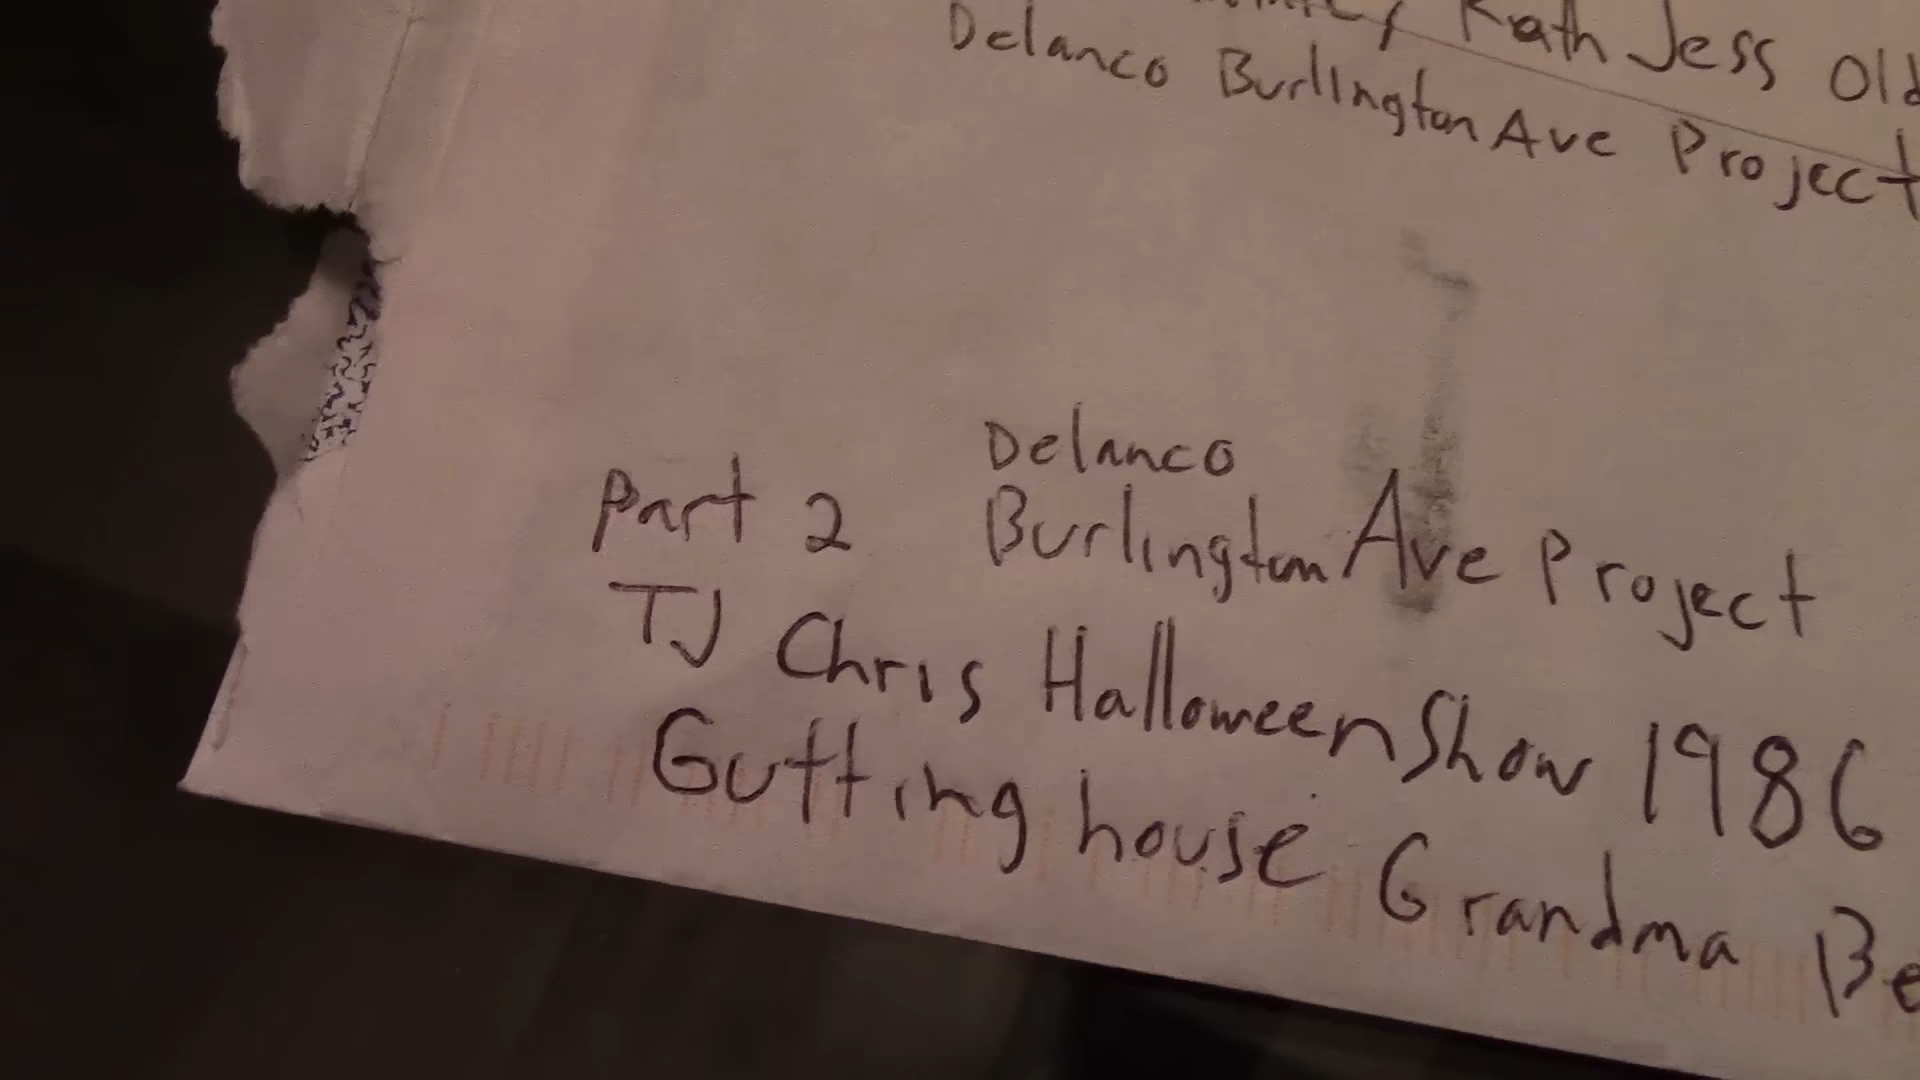 Kath Jess Old
Delanco Burlington Ave Project
Delanco
Part 2 Burlington Ave Project
TJ Chris Halloween Show 1986
Gutting house Grandma Be